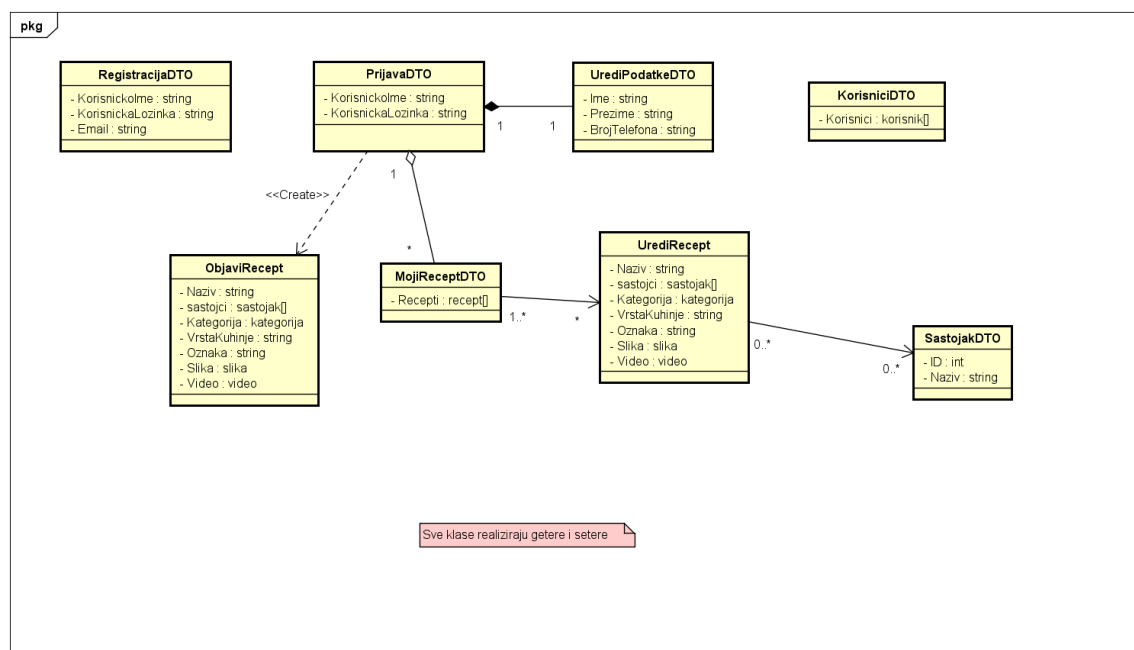 pkg
RegistracijaDTO
- KorisnickoIme : string
- KorisnickaLozinka : string
- Email : string
PrijavaDTO
- KorisnickoIme : string
- KorisnickaLozinka : string
UrediPodatkeDTO
- Ime : string
- Prezime : string
- BrojTelefona : string
KorisniciDTO
- Korisnici : korisnik[]
1
1
1
<<Create>>
*
ObjaviRecept
- Naziv : string
- sastojci : sastojak[]
- Kategorija : kategorija
- VrstaKuhinje : string
- Oznaka : string
- Slika : slika
- Video : video
MojiReceptDTO
- Recepti : recept[]
1..*
*
UrediRecept
- Naziv : string
- sastojci : sastojak[]
- Kategorija : kategorija
- VrstaKuhinje : string
- Oznaka : string
- Slika : slika
- Video : video
0..*
0..*
SastojakDTO
- ID : int
- Naziv : string
Sve klase realiziraju getere i setere